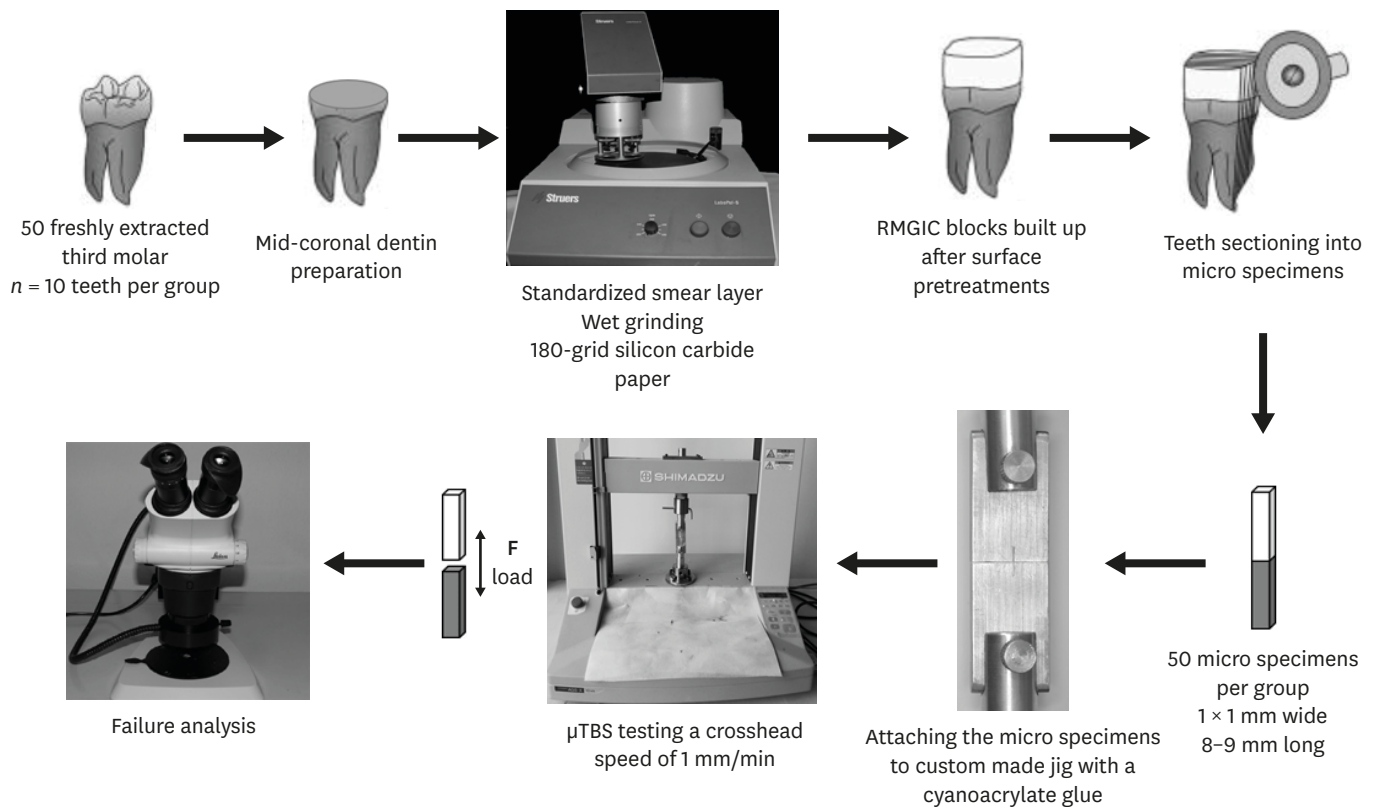 50 freshly extracted
third molar
n = 10 teeth per group
Mid-coronal dentin
preparation
Struers
Struers
Standardized smear layer
Wet grinding
180-grid silicon carbide
paper
RMGIC blocks built up
after surface
pretreatments
Teeth sectioning into
micro specimens
50 micro specimens
per group
1 × 1 mm wide
8–9 mm long
Attaching the micro specimens
to custom made jig with a
cyanoacrylate glue
SHIMADZU
μTBS testing a crosshead
speed of 1 mm/min
F
load
Leica
Failure analysis